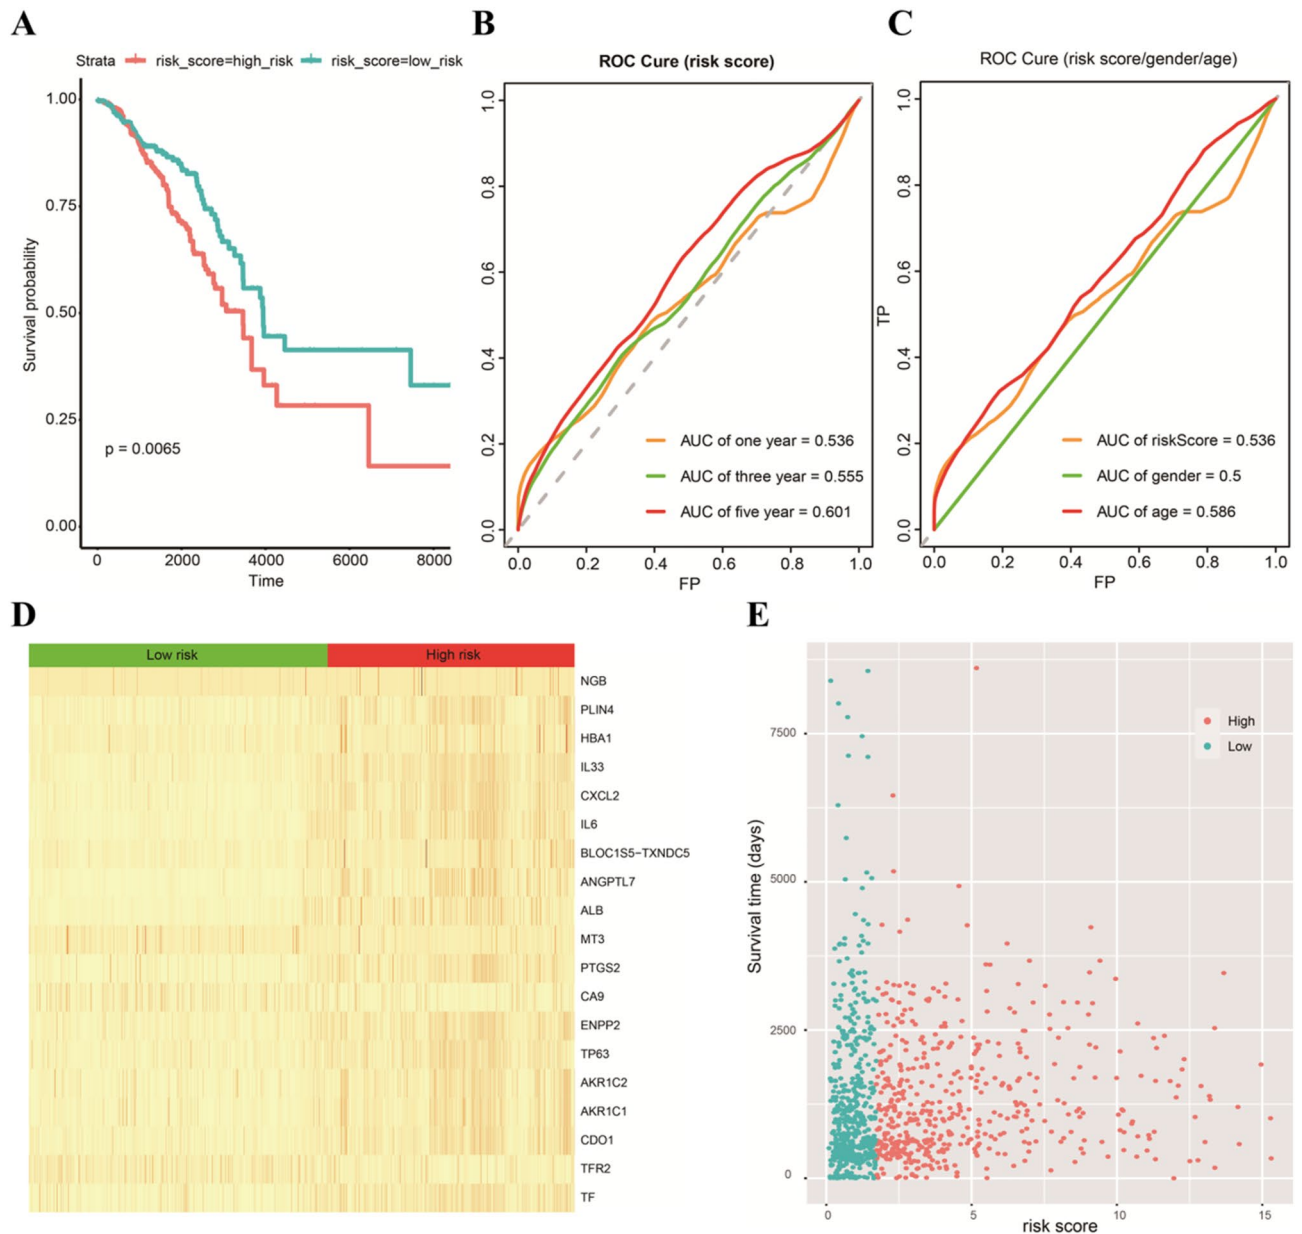 A
Strata risk_score=high_risk risk_score=low_risk
1.00
0.75
0.50
0.25
0.00
Survival probability
p = 0.0065
0 2000 4000 6000 8000
Time
B
ROC Cure (risk score)
1.0
0.8
0.6
0.4
0.2
0.0
AUC of one year = 0.536
AUC of three year = 0.555
AUC of five year = 0.601
0.0 0.2 0.4 0.6 0.8 1.0
FP
C
ROC Cure (risk score/gender/age)
1.0
0.8
0.6
0.4
0.2
0.0
TP
AUC of riskScore = 0.536
AUC of gender = 0.5
AUC of age = 0.586
0.0 0.2 0.4 0.6 0.8 1.0
FP
D
Low risk High risk
NGB
PLIN4
HBA1
IL33
CXCL2
IL6
BLOC1S5−TXNDC5
ANGPTL7
ALB
MT3
PTGS2
CA9
ENPP2
TP63
AKR1C2
AKR1C1
CDO1
TFR2
TF
E
High
Low
7500
5000
2500
0
Survival time (days)
0 5 10 15
risk score